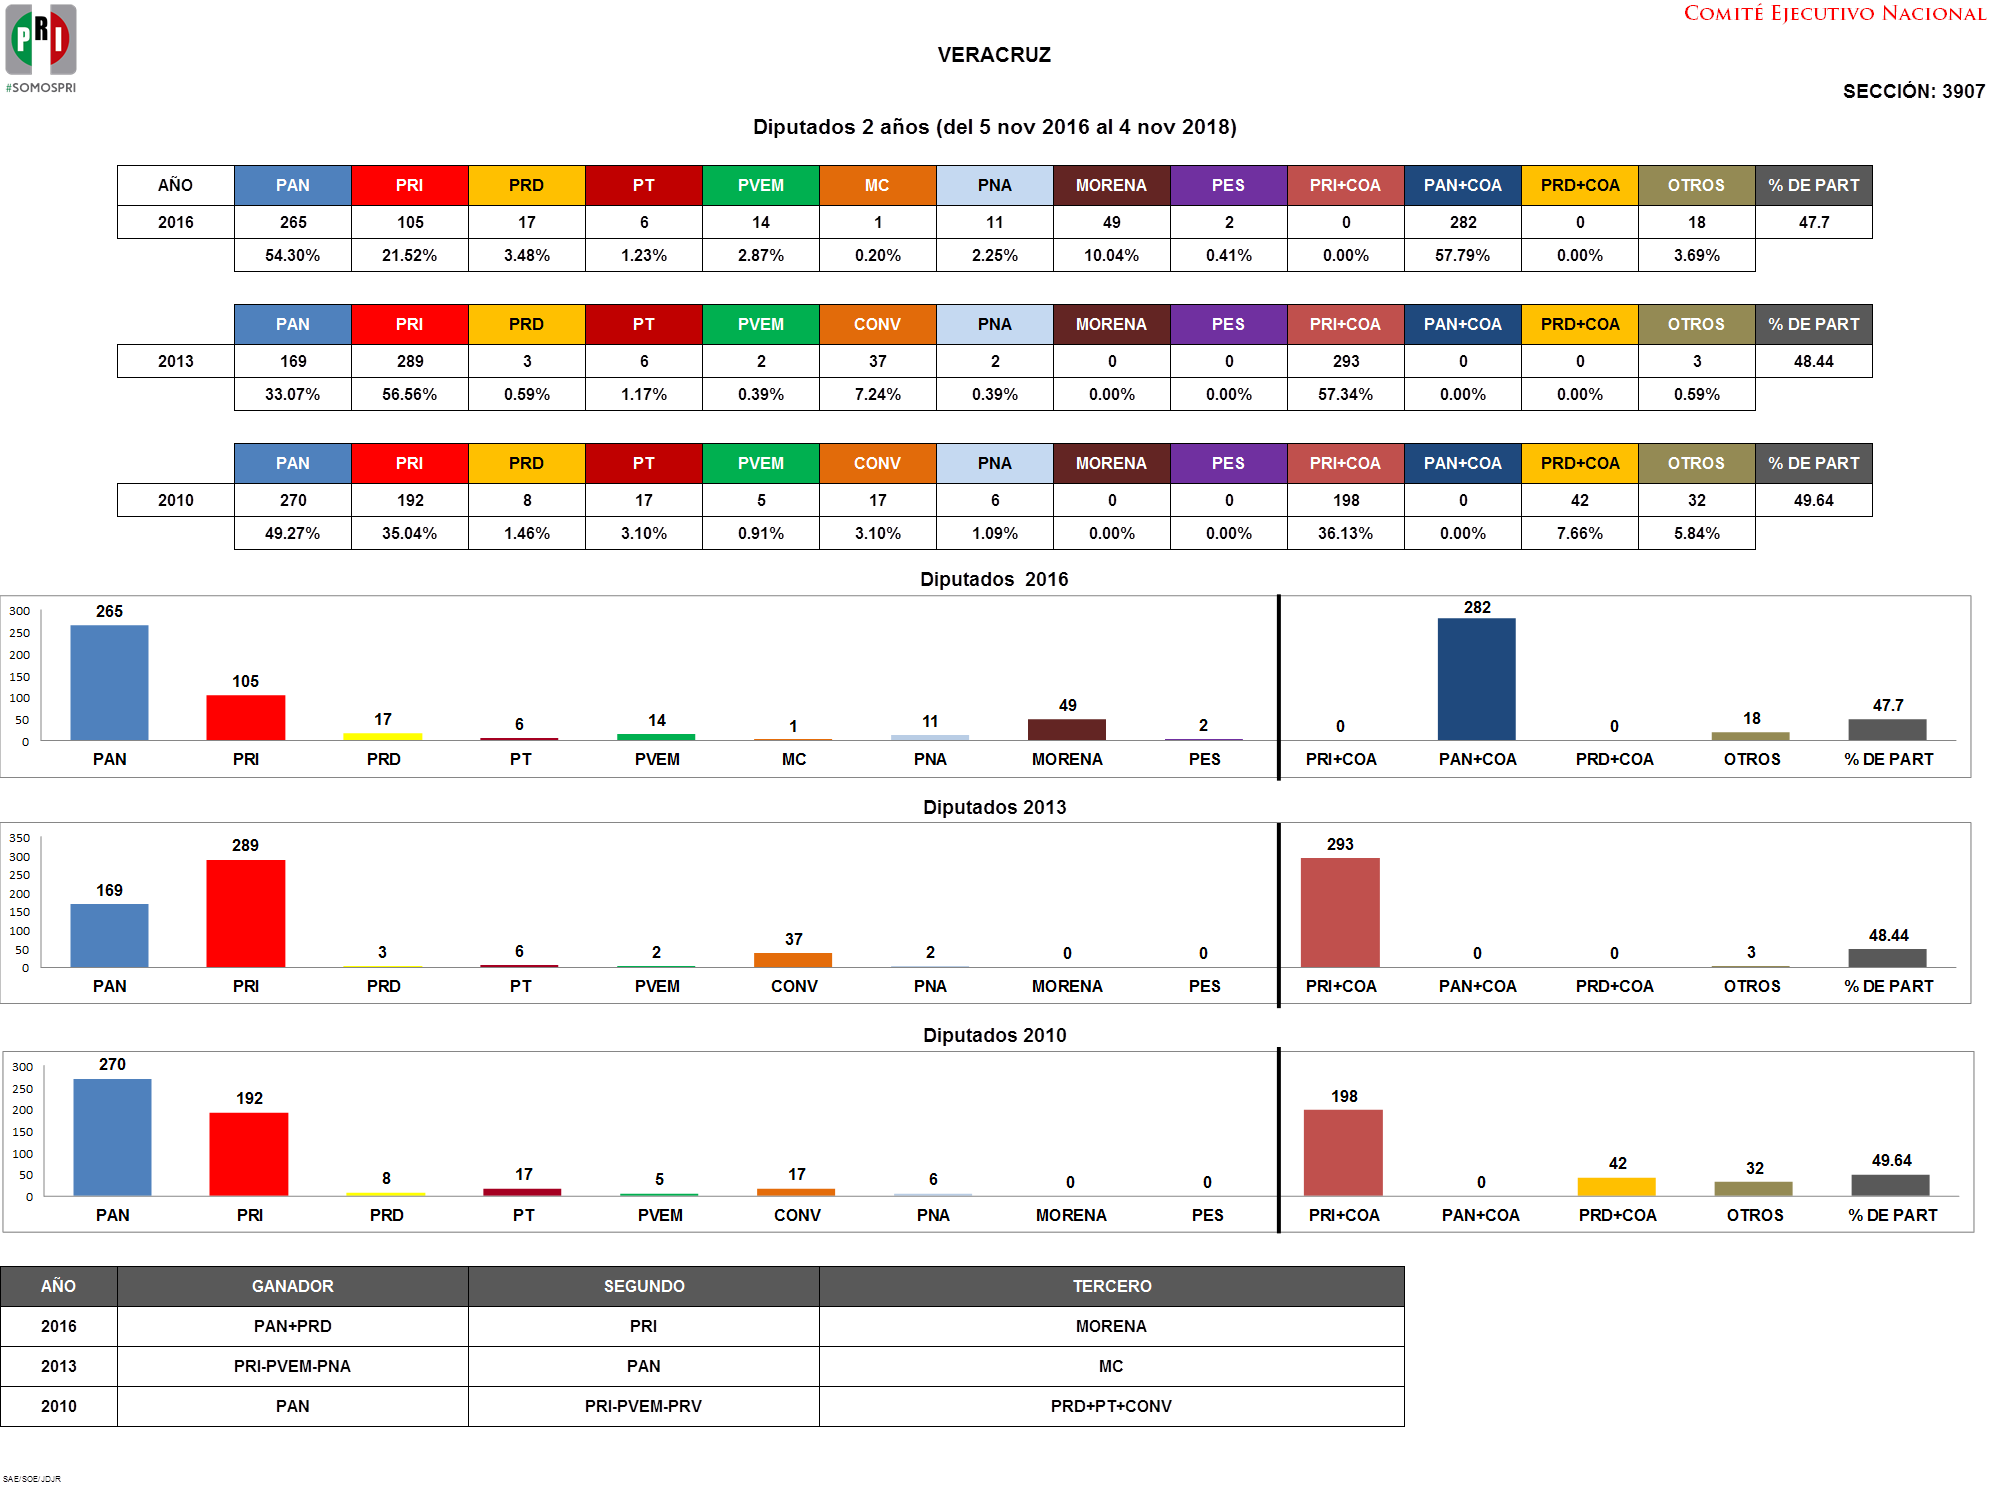 PRI
#SOMOSPRI
COMITÉ EJECUTIVO NACIONAL
VERACRUZ
SECCIÓN: 3907
Diputados 2 años (del 5 nov 2016 al 4 nov 2018)
AÑO PAN PRI PRD PT PVEM MC PNA MORENA PES PRI+COA PAN+COA PRD+COA OTROS % DE PART
2016 265 105 17 6 14 1 11 49 2 0 282 0 18 47.7
54.30% 21.52% 3.48% 1.23% 2.87% 0.20% 2.25% 10.04% 0.41% 0.00% 57.79% 0.00% 3.69%
PAN PRI PRD PT PVEM CONV PNA MORENA PES PRI+COA PAN+COA PRD+COA OTROS % DE PART
2013 169 289 3 6 2 37 2 0 0 293 0 0 3 48.44
33.07% 56.56% 0.59% 1.17% 0.39% 7.24% 0.39% 0.00% 0.00% 57.34% 0.00% 0.00% 0.59%
PAN PRI PRD PT PVEM CONV PNA MORENA PES PRI+COA PAN+COA PRD+COA OTROS % DE PART
2010 270 192 8 17 5 17 6 0 0 198 0 42 32 49.64
49.27% 35.04% 1.46% 3.10% 0.91% 3.10% 1.09% 0.00% 0.00% 36.13% 0.00% 7.66% 5.84%
Diputados 2016
300
250
200
150
100
50
0
265 105 17 6 14 1 11 49 2 0 282 0 18 47.7
PAN PRI PRD PT PVEM MC PNA MORENA PES PRI+COA PAN+COA PRD+COA OTROS % DE PART
Diputados 2013
350
300
250
200
150
100
50
0
169 289 3 6 2 37 2 0 0 293 0 0 3 48.44
PAN PRI PRD PT PVEM CONV PNA MORENA PES PRI+COA PAN+COA PRD+COA OTROS % DE PART
Diputados 2010
300
250
200
150
100
50
0
270 192 8 17 5 17 6 0 0 198 0 42 32 49.64
PAN PRI PRD PT PVEM CONV PNA MORENA PES PRI+COA PAN+COA PRD+COA OTROS % DE PART
AÑO GANADOR SEGUNDO TERCERO
2016 PAN+PRD PRI MORENA
2013 PRI-PVEM-PNA PAN MC
2010 PAN PRI-PVEM-PRV PRD+PT+CONV
SAE/SOE/JDJR